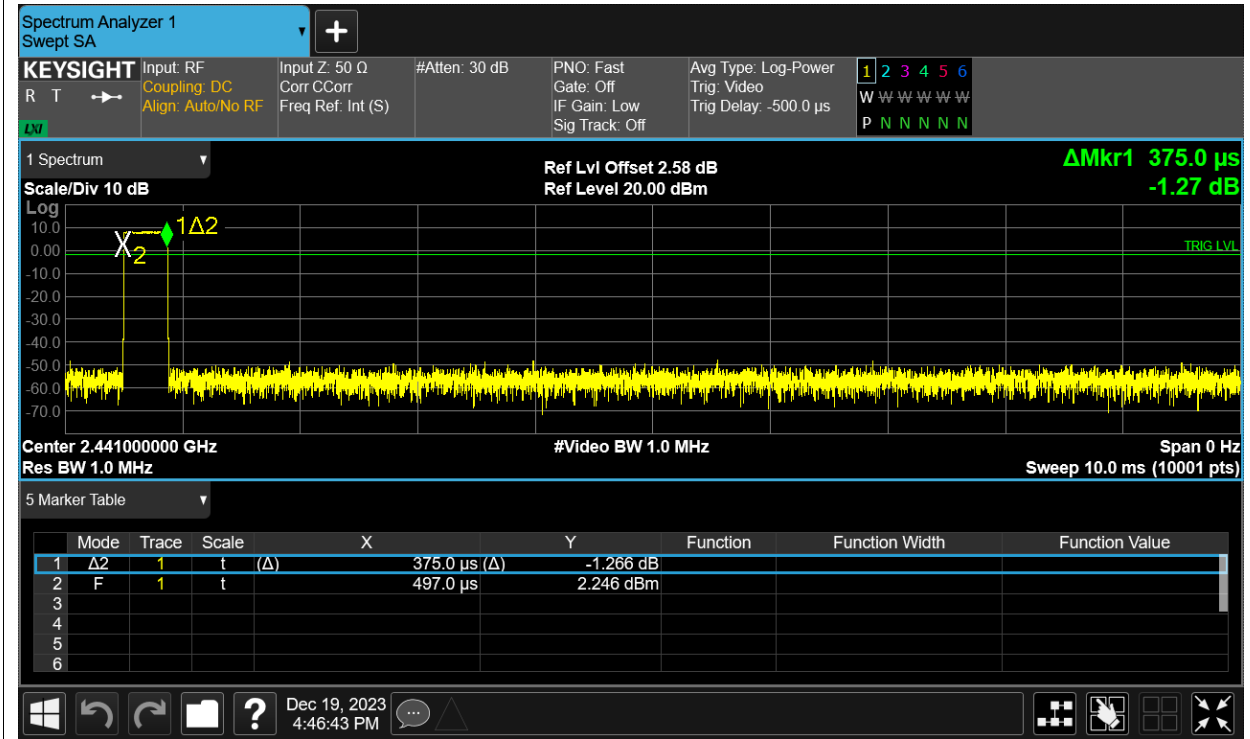 Spectrum Analyzer 1
Swept SA
+
KEYSIGHT
R T
LXI
Input: RF
Coupling: DC
Align: Auto/No RF
Input Z: 50 Ω
Corr CCorr
Freq Ref: Int (S)
#Atten: 30 dB
PNO: Fast
Gate: Off
IF Gain: Low
Sig Track: Off
Avg Type: Log-Power
Trig: Video
Trig Delay: -500.0 µs
1 2 3 4 5 6
W W W W W W
P N N N N N
1 Spectrum
Scale/Div 10 dB
Ref Lvl Offset 2.58 dB
Ref Level 20.00 dBm
ΔMkr1 375.0 µs
-1.27 dB
Log
10.0
0.00
-10.0
-20.0
-30.0
-40.0
-50.0
-60.0
-70.0
X2
1Δ2
TRIG LVL
Center 2.441000000 GHz
#Video BW 1.0 MHz
Span 0 Hz
Res BW 1.0 MHz
Sweep 10.0 ms (10001 pts)
5 Marker Table
Mode Trace Scale X Y Function Function Width Function Value
1 Δ2 1 t (Δ) 375.0 µs (Δ) -1.266 dB
2 F 1 t 497.0 µs 2.246 dBm
3
4
5
6
?
Dec 19, 2023
4:46:43 PM